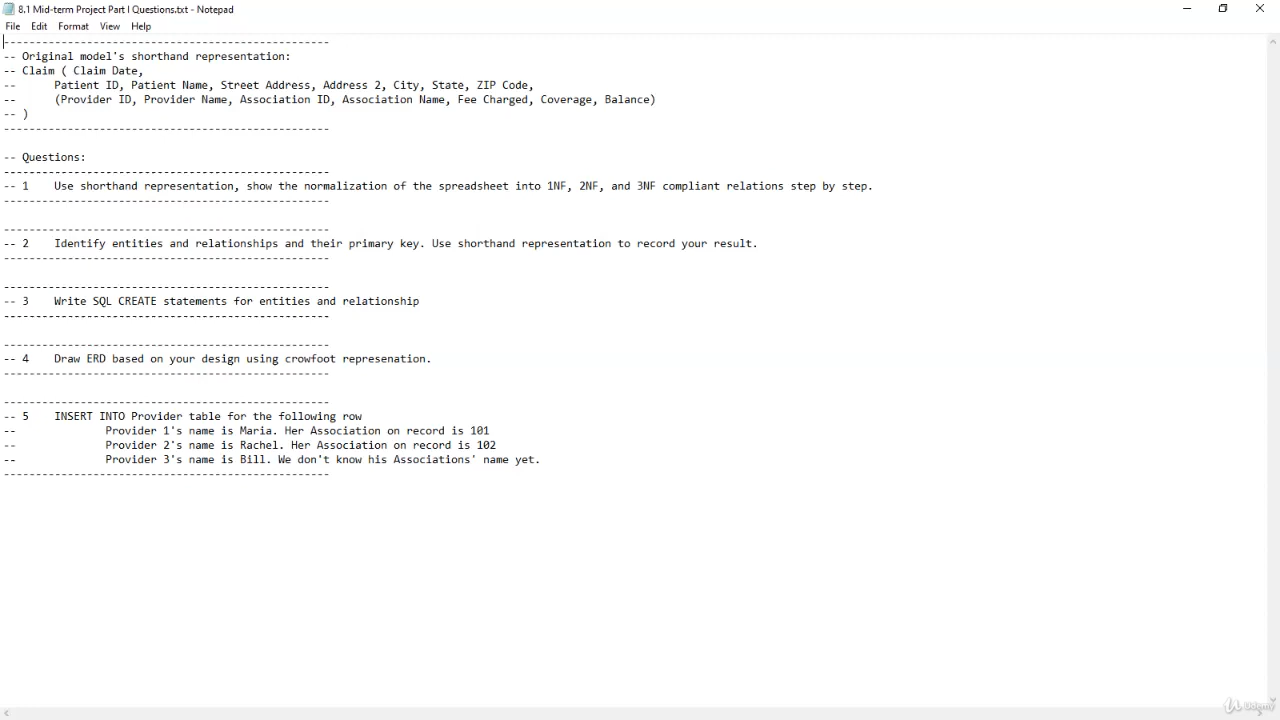 8.1 Mid-term Project Part I Questions.txt - Notepad
File Edit Format View Help
---------------------------------------------------
-- Original model's shorthand representation:
-- Claim ( Claim Date,
-- Patient ID, Patient Name, Street Address, Address 2, City, State, ZIP Code,
-- (Provider ID, Provider Name, Association ID, Association Name, Fee Charged, Coverage, Balance)
-- )
---------------------------------------------------
-- Questions:
---------------------------------------------------
-- 1 Use shorthand representation, show the normalization of the spreadsheet into 1NF, 2NF, and 3NF compliant relations step by step.
---------------------------------------------------
---------------------------------------------------
-- 2 Identify entities and relationships and their primary key. Use shorthand representation to record your result.
---------------------------------------------------
---------------------------------------------------
-- 3 Write SQL CREATE statements for entities and relationship
---------------------------------------------------
---------------------------------------------------
-- 4 Draw ERD based on your design using crowfoot represenation.
---------------------------------------------------
---------------------------------------------------
-- 5 INSERT INTO Provider table for the following row
-- Provider 1's name is Maria. Her Association on record is 101
-- Provider 2's name is Rachel. Her Association on record is 102
-- Provider 3's name is Bill. We don't know his Associations' name yet.
---------------------------------------------------
Udemy